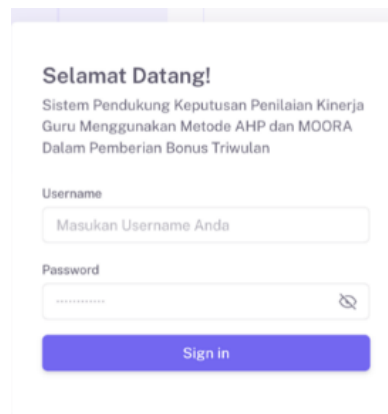 Selamat Datang!
Sistem Pendukung Keputusan Penilaian Kinerja
Guru Menggunakan Metode AHP dan MOORA
Dalam Pemberian Bonus Triwulan
Username
Masukan Username Anda
Password
············
Sign in